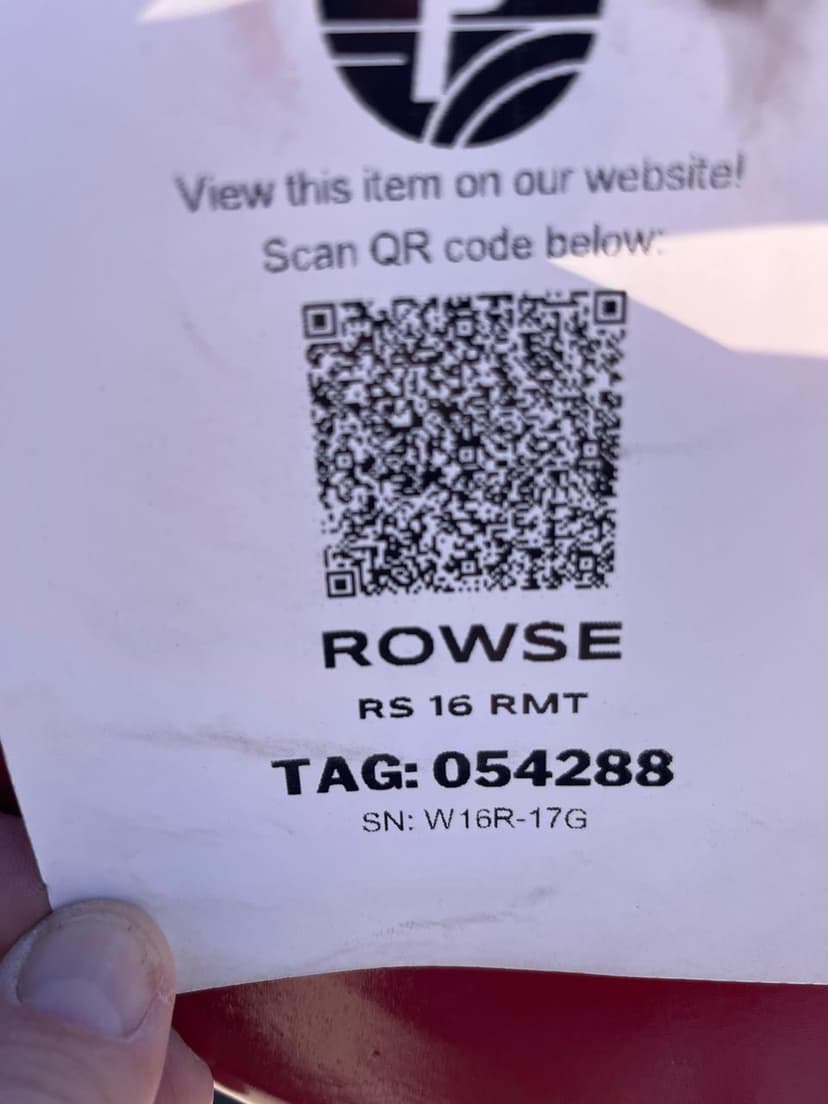 View this item on our website!
Scan QR code below:
ROWSE
RS 16 RMT
TAG: 054288
SN: W16R-17G